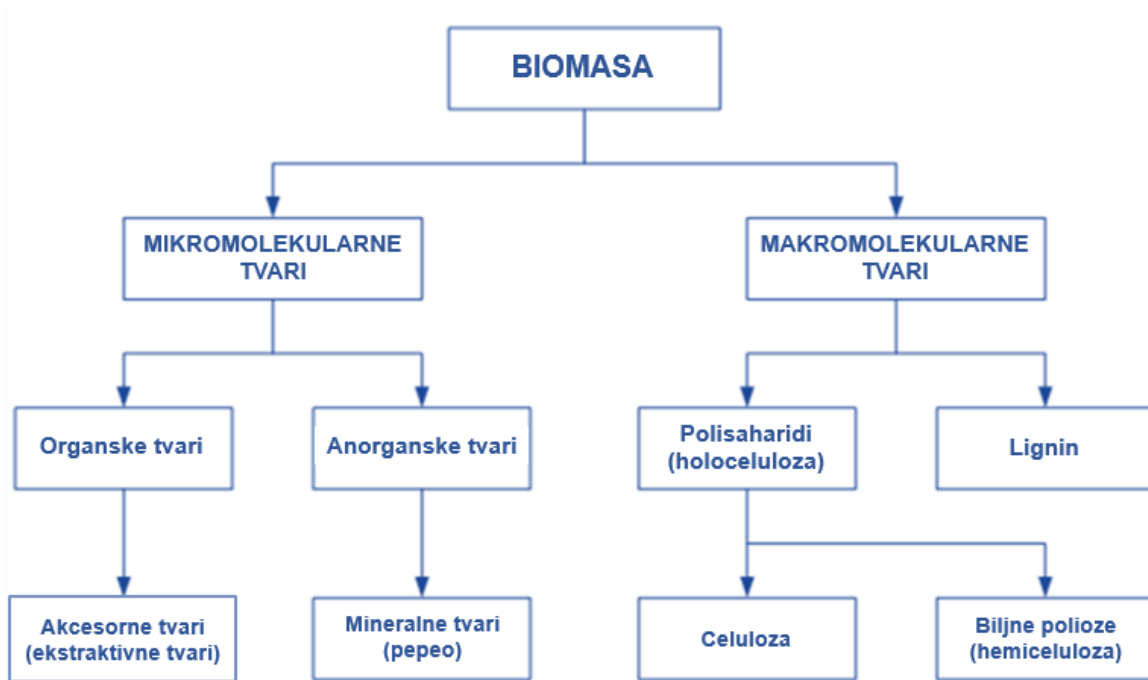 BIOMASA
MIKROMOLEKULARNE
TVARI
MAKROMOLEKULARNE
TVARI
Organske tvari
Anorganske tvari
Polisaharidi
(holoceluloza)
Lignin
Akcesorne tvari
(ekstraktivne tvari)
Mineralne tvari
(pepeo)
Celuloza
Biljne polioze
(hemiceluloza)